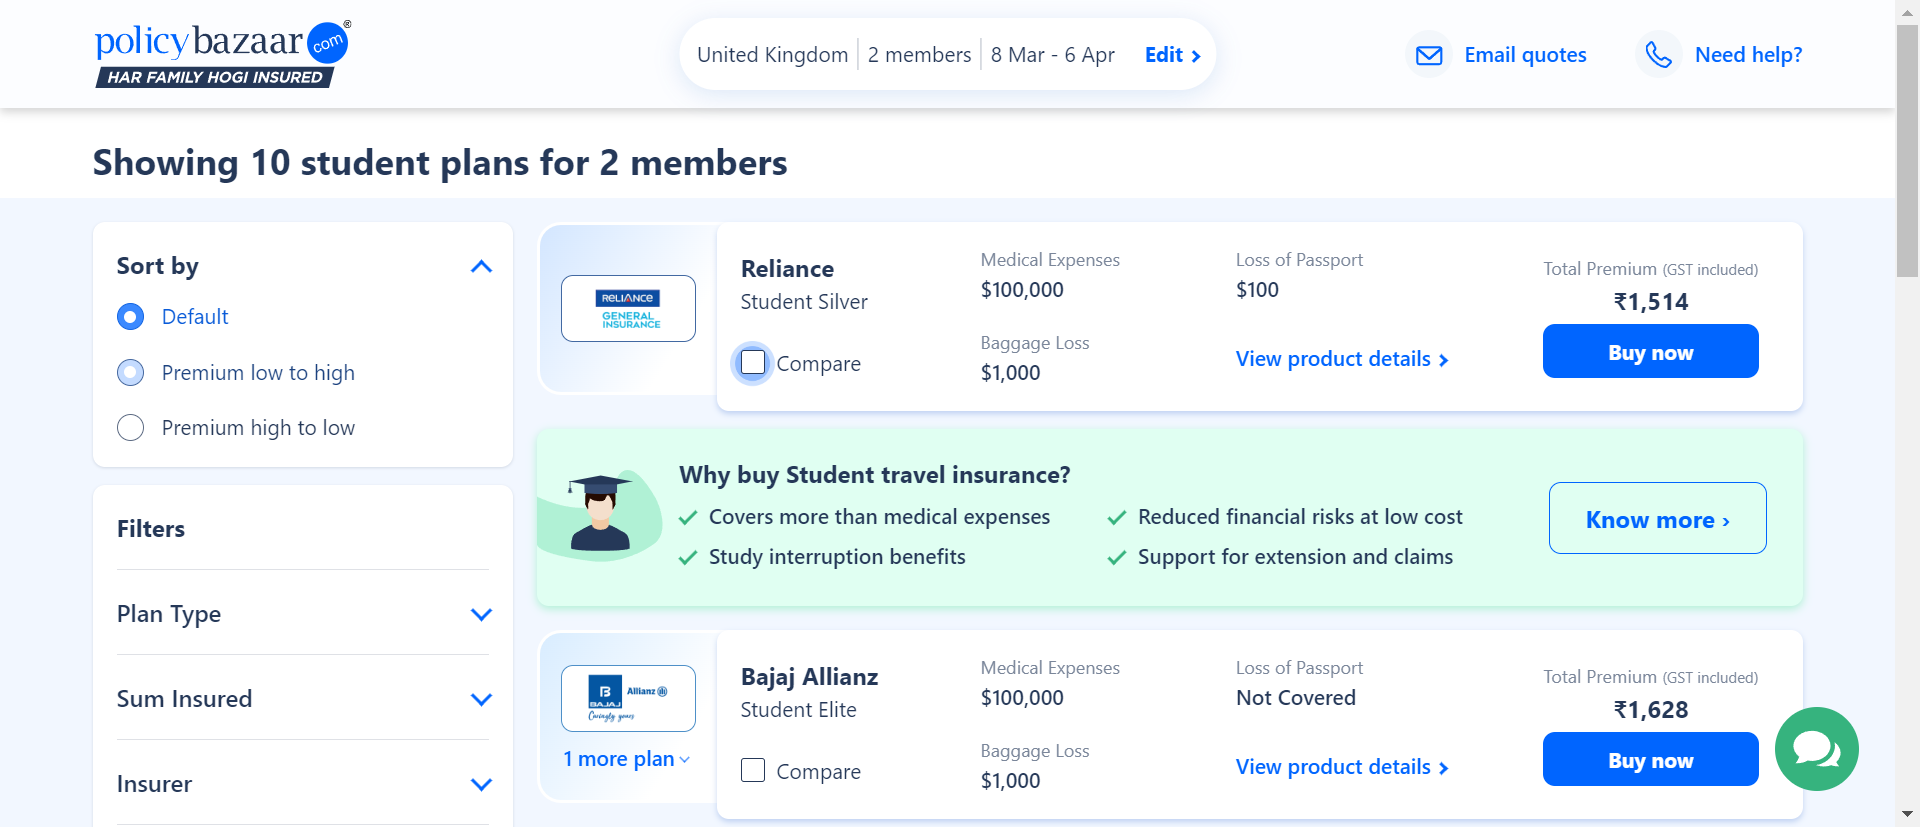 policybazaar.com®
HAR FAMILY HOGI INSURED
United Kingdom 2 members 8 Mar - 6 Apr Edit
Email quotes
Need help?
Showing 10 student plans for 2 members
Sort by
Default
Premium low to high
Premium high to low
Filters
Plan Type
Sum Insured
Insurer
RELIANCE
GENERAL
INSURANCE
Reliance
Student Silver
Compare
Medical Expenses
$100,000
Baggage Loss
$1,000
Loss of Passport
$100
View product details
Total Premium (GST included)
₹1,514
Buy now
Why buy Student travel insurance?
Covers more than medical expenses
Study interruption benefits
Reduced financial risks at low cost
Support for extension and claims
Know more ›
B
BAJAJ
Allianz
Caringly yours
1 more plan
Bajaj Allianz
Student Elite
Compare
Medical Expenses
$100,000
Baggage Loss
$1,000
Loss of Passport
Not Covered
View product details
Total Premium (GST included)
₹1,628
Buy now